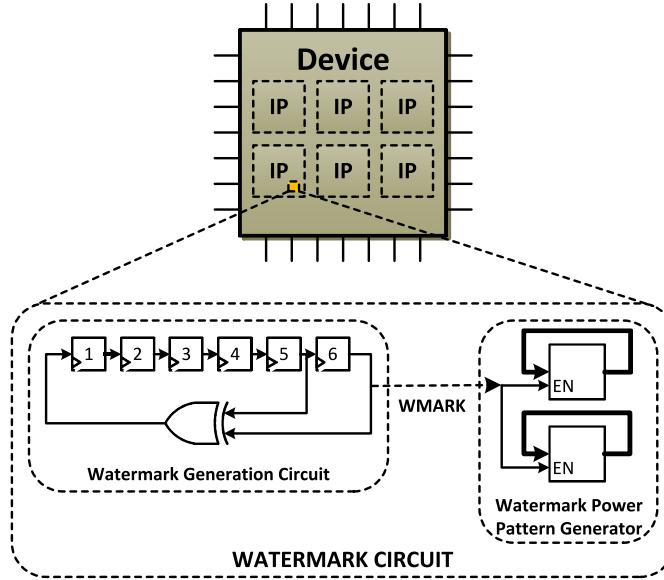 Device
IP IP IP
IP IP IP
1 2 3 4 5 6
WMARK
EN
EN
Watermark Generation Circuit
Watermark Power
Pattern Generator
WATERMARK CIRCUIT